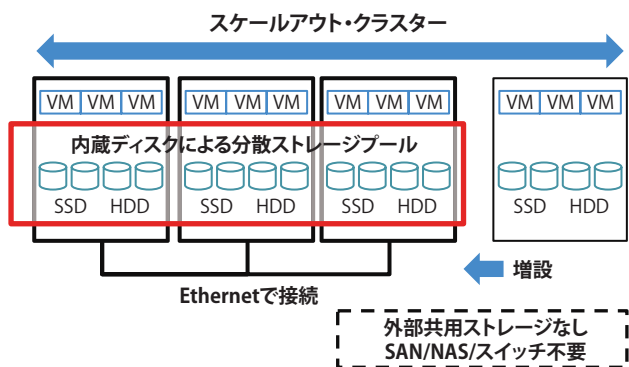 スケールアウト・クラスター
VM VM VM VM VM VM VM VM VM VM VM VM
内蔵ディスクによる分散ストレージプール
SSD HDD SSD HDD SSD HDD SSD HDD
増設
Ethernetで接続
外部共用ストレージなし
SAN/NAS/スイッチ不要